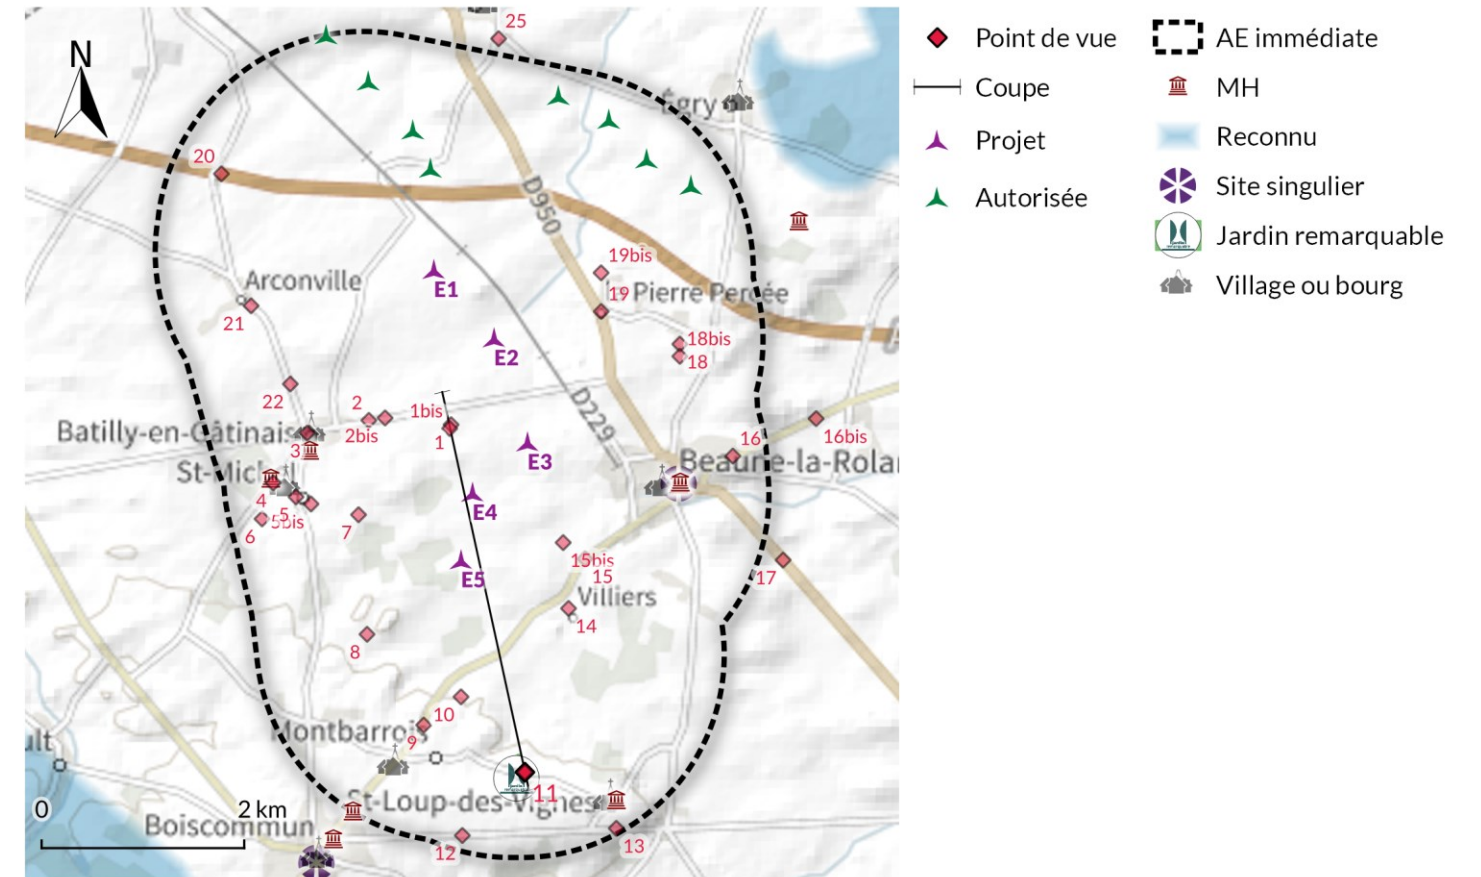 N
25
Égry
20
D950
Arconville
21
E1
19bis
19
Pierre Percée
E2
18bis
18
22
2
1bis
2bis
1
D229
Batilly-en-Gâtinais
3
16
16bis
E3
Beaune-la-Rolan
St-Michel
4
5
5bis
6
7
E4
15bis
15
17
E5
Villiers
14
8
10
Montbarrois
9
11
St-Loup-des-Vignes
0
2 km
Boiscommun
12
13
ult
Point de vue
Coupe
Projet
Autorisée
AE immédiate
MH
Reconnu
Site singulier
Jardin remarquable
Village ou bourg